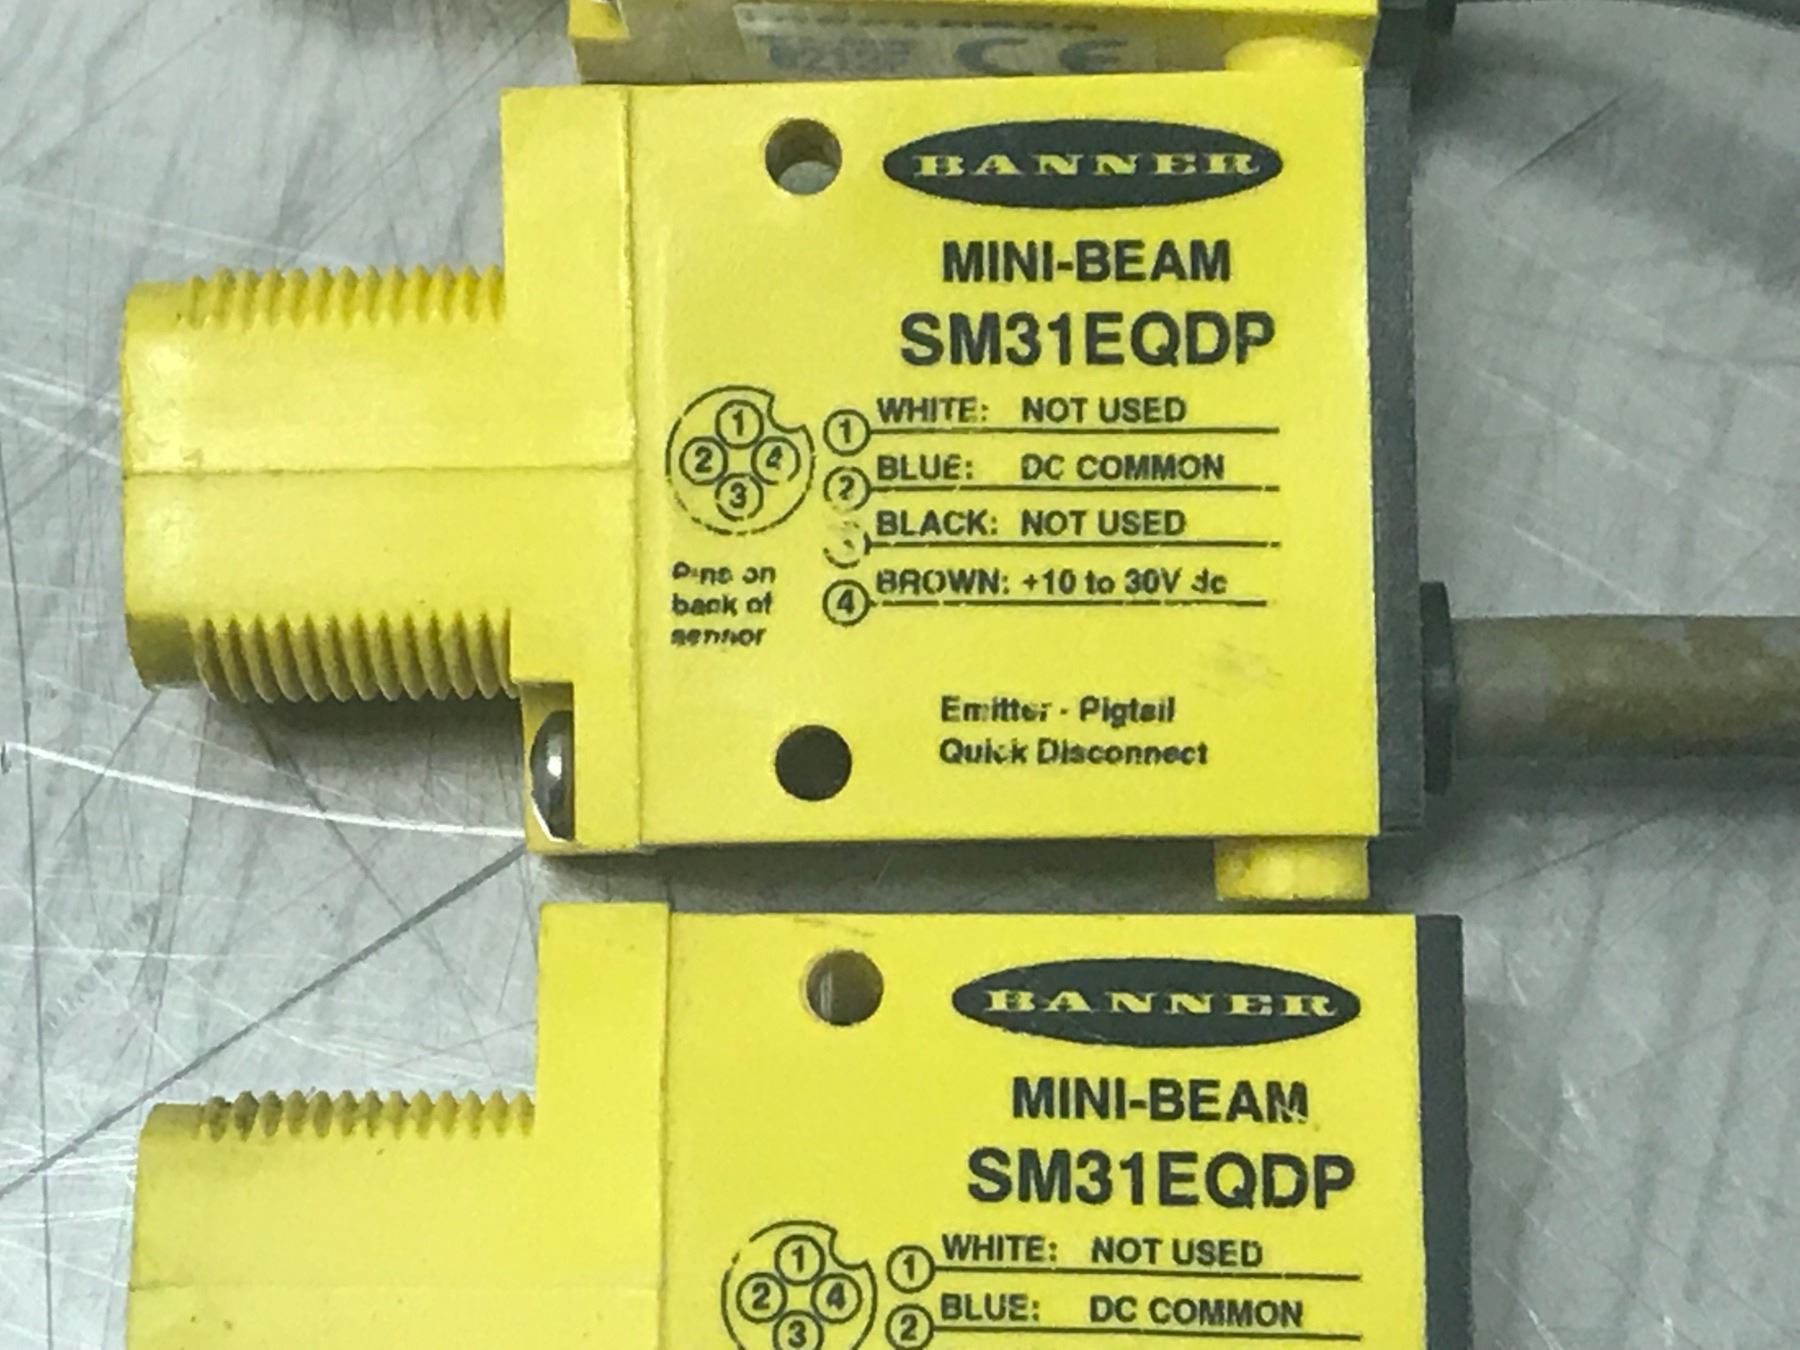 CE
BANNER
MINI-BEAM
SM31EQDP
1 WHITE: NOT USED
2 BLUE: DC COMMON
BLACK: NOT USED
4 BROWN: +10 to 30V dc
1
2 4
3
Pins on
back of
sensor
Emitter - Pigtail
Quick Disconnect
BANNER
MINI-BEAM
SM31EQDP
1 WHITE: NOT USED
2 BLUE: DC COMMON
1
2 4
3